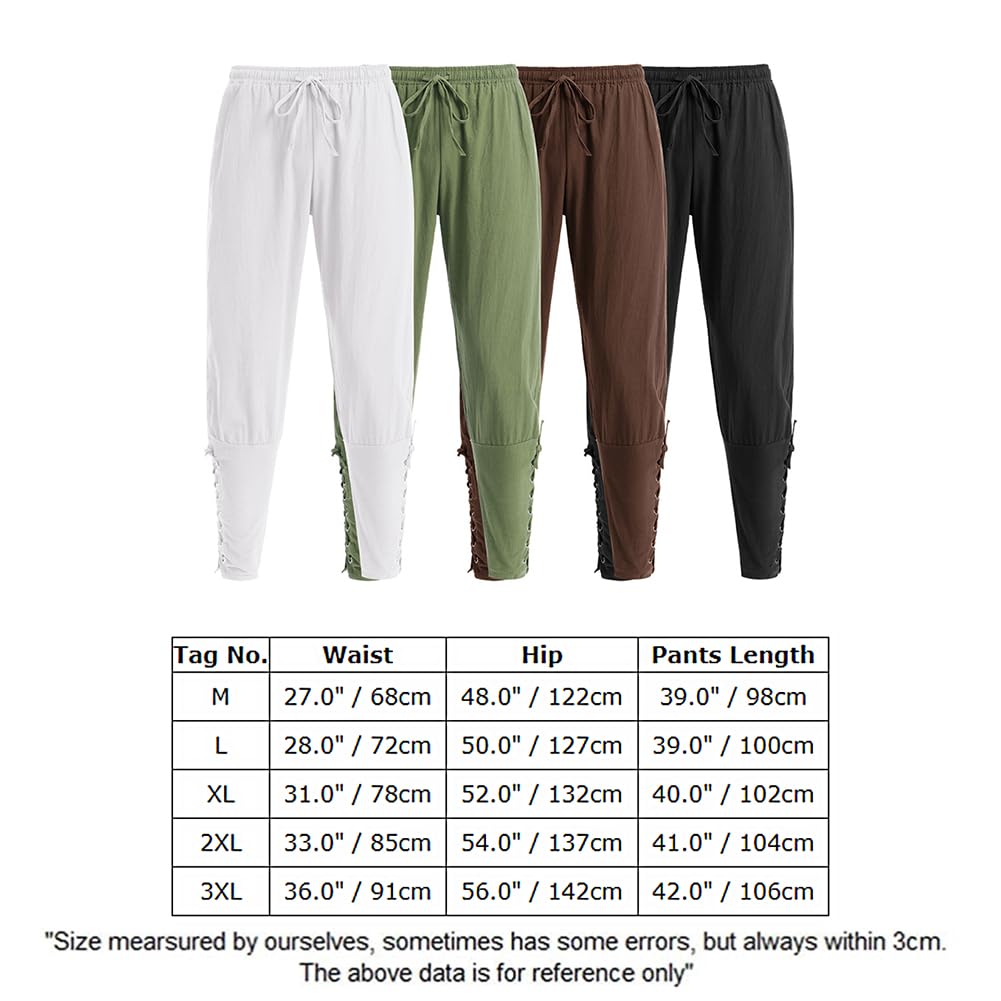 Tag No. Waist Hip Pants Length
M 27.0" / 68cm 48.0" / 122cm 39.0" / 98cm
L 28.0" / 72cm 50.0" / 127cm 39.0" / 100cm
XL 31.0" / 78cm 52.0" / 132cm 40.0" / 102cm
2XL 33.0" / 85cm 54.0" / 137cm 41.0" / 104cm
3XL 36.0" / 91cm 56.0" / 142cm 42.0" / 106cm
"Size mearsured by ourselves, sometimes has some errors, but always within 3cm.
The above data is for reference only"